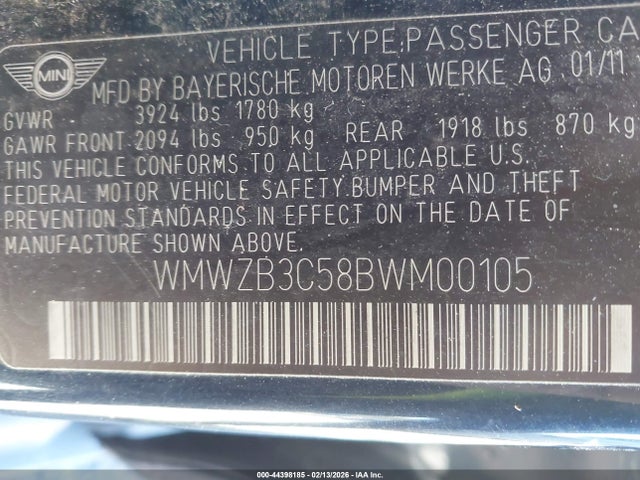 VEHICLE TYPE:PASSENGER CA
MINI
MFD BY BAYERISCHE MOTOREN WERKE AG 01/11
GVWR 3924 lbs 1780 kg
GAWR FRONT 2094 lbs 950 kg REAR 1918 lbs 870 kg
THIS VEHICLE CONFORMS TO ALL APPLICABLE U.S.
FEDERAL MOTOR VEHICLE SAFETY,BUMPER AND THEFT
PREVENTION STANDARDS IN EFFECT ON THE DATE OF
MANUFACTURE SHOWN ABOVE.
WMWZB3C58BWM00105
000-44398185 - 02/13/2026 - IAA Inc.